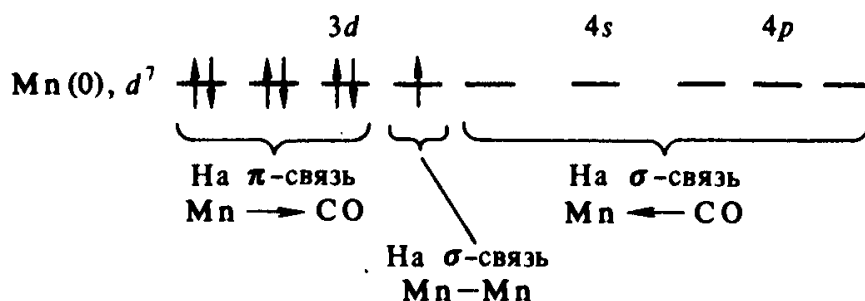 3d 4s 4p
Mn(0), d⁷
На π-связь На σ-связь
Mn ⟶ CO Mn ⟵ CO
На σ-связь
Mn—Mn